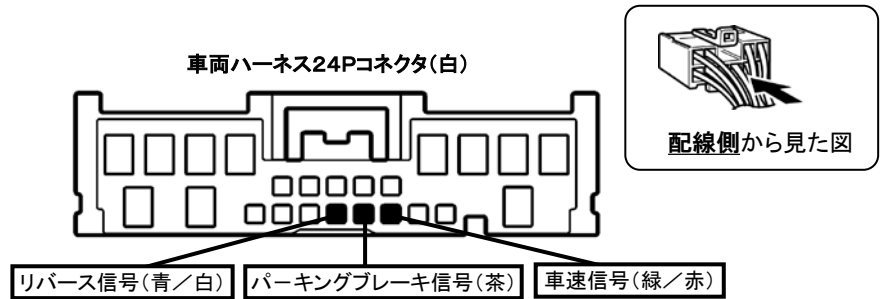 車両ハーネス24Pコネクタ(白)
配線側から見た図
リバース信号(青/白)
パーキングブレーキ信号(茶)
車速信号(緑/赤)